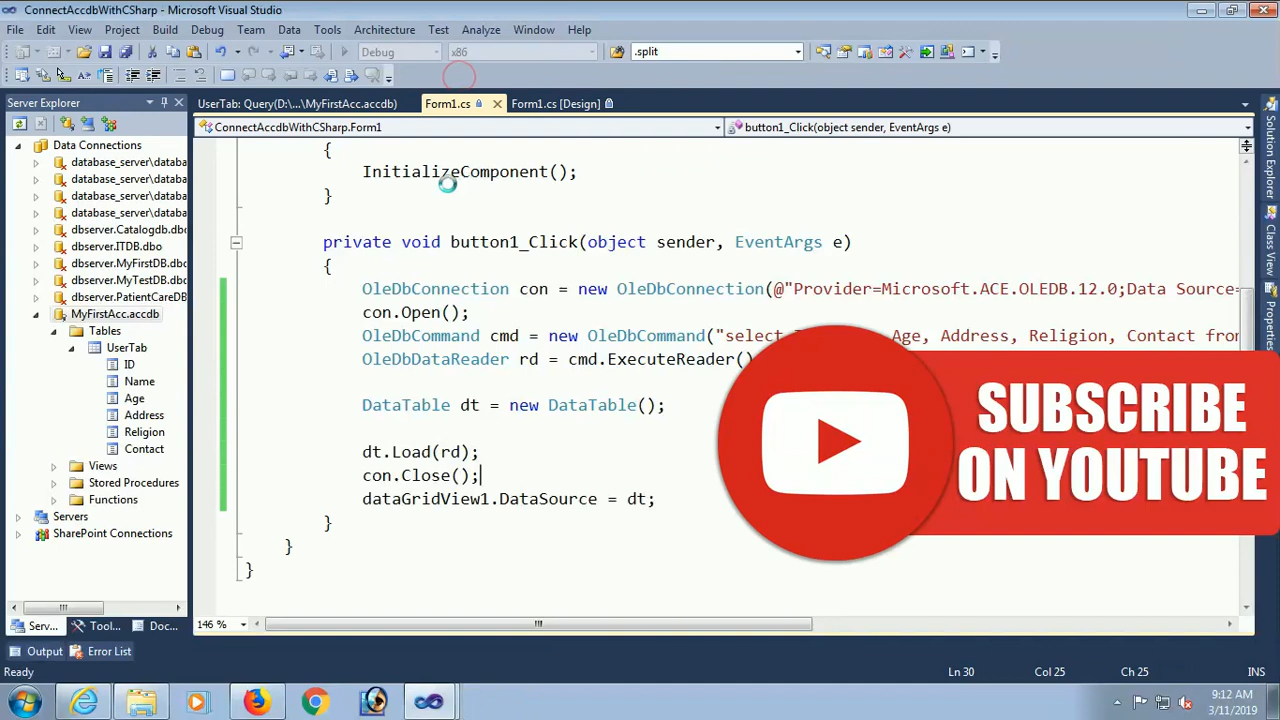 ConnectAccdbWithCSharp - Microsoft Visual Studio
File Edit View Project Build Debug Team Data Tools Architecture Test Analyze Window Help
Debug x86 .split
Server Explorer
UserTab: Query(D:\...\MyFirstAcc.accdb) Form1.cs Form1.cs [Design]
ConnectAccdbWithCSharp.Form1 button1_Click(object sender, EventArgs e)
Data Connections
database_server\databa
database_server\databa
database_server\databa
database_server\databa
dbserver.Catalogdb.dbo
dbserver.ITDB.dbo
dbserver.MyFirstDB.dbo
dbserver.MyTestDB.dbo
dbserver.PatientCareDB
MyFirstAcc.accdb
Tables
UserTab
ID
Name
Age
Address
Religion
Contact
Views
Stored Procedures
Functions
Servers
SharePoint Connections
{
InitializeComponent();
}
private void button1_Click(object sender, EventArgs e)
{
OleDbConnection con = new OleDbConnection(@"Provider=Microsoft.ACE.OLEDB.12.0;Data Source=
con.Open();
OleDbCommand cmd = new OleDbCommand("select Age, Address, Religion, Contact from
OleDbDataReader rd = cmd.ExecuteReader()
DataTable dt = new DataTable();
dt.Load(rd);
con.Close();
dataGridView1.DataSource = dt;
}
}
}
SUBSCRIBE
ON YOUTUBE
146 %
Serv... Tool... Doc...
Output Error List
Ready Ln 30 Col 25 Ch 25 INS
9:12 AM
3/11/2019
Solution Explorer
Class View
Properties